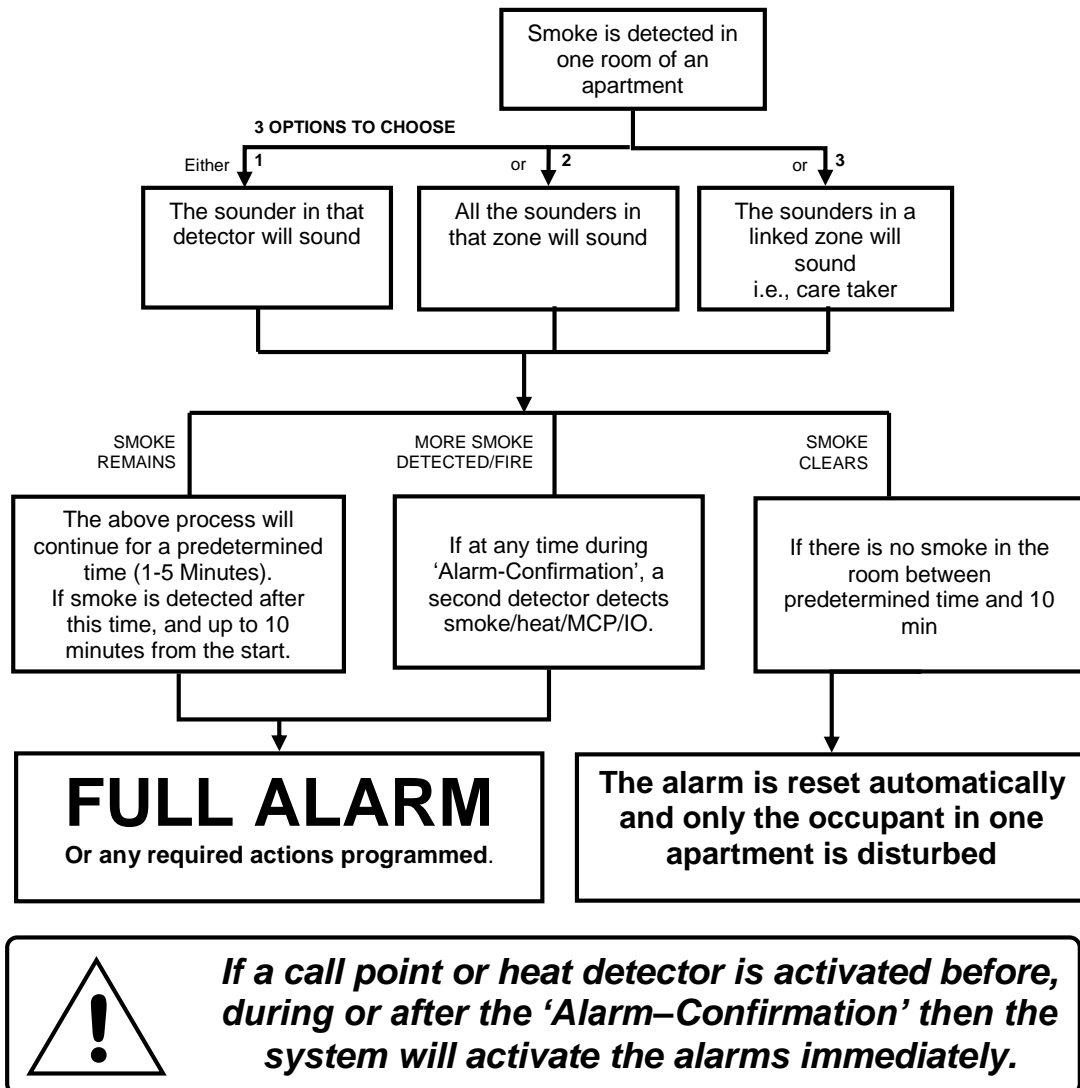 Smoke is detected in
one room of an
apartment
3 OPTIONS TO CHOOSE
Either 1
or 2
or 3
The sounder in that
detector will sound
All the sounders in
that zone will sound
The sounders in a
linked zone will
sound
i.e., care taker
SMOKE
REMAINS
MORE SMOKE
DETECTED/FIRE
SMOKE
CLEARS
The above process will
continue for a predetermined
time (1-5 Minutes).
If smoke is detected after
this time, and up to 10
minutes from the start.
If at any time during
‘Alarm-Confirmation’, a
second detector detects
smoke/heat/MCP/IO.
If there is no smoke in the
room between
predetermined time and 10
min
FULL ALARM
Or any required actions programmed.
The alarm is reset automatically
and only the occupant in one
apartment is disturbed
!
If a call point or heat detector is activated before,
during or after the ‘Alarm–Confirmation’ then the
system will activate the alarms immediately.